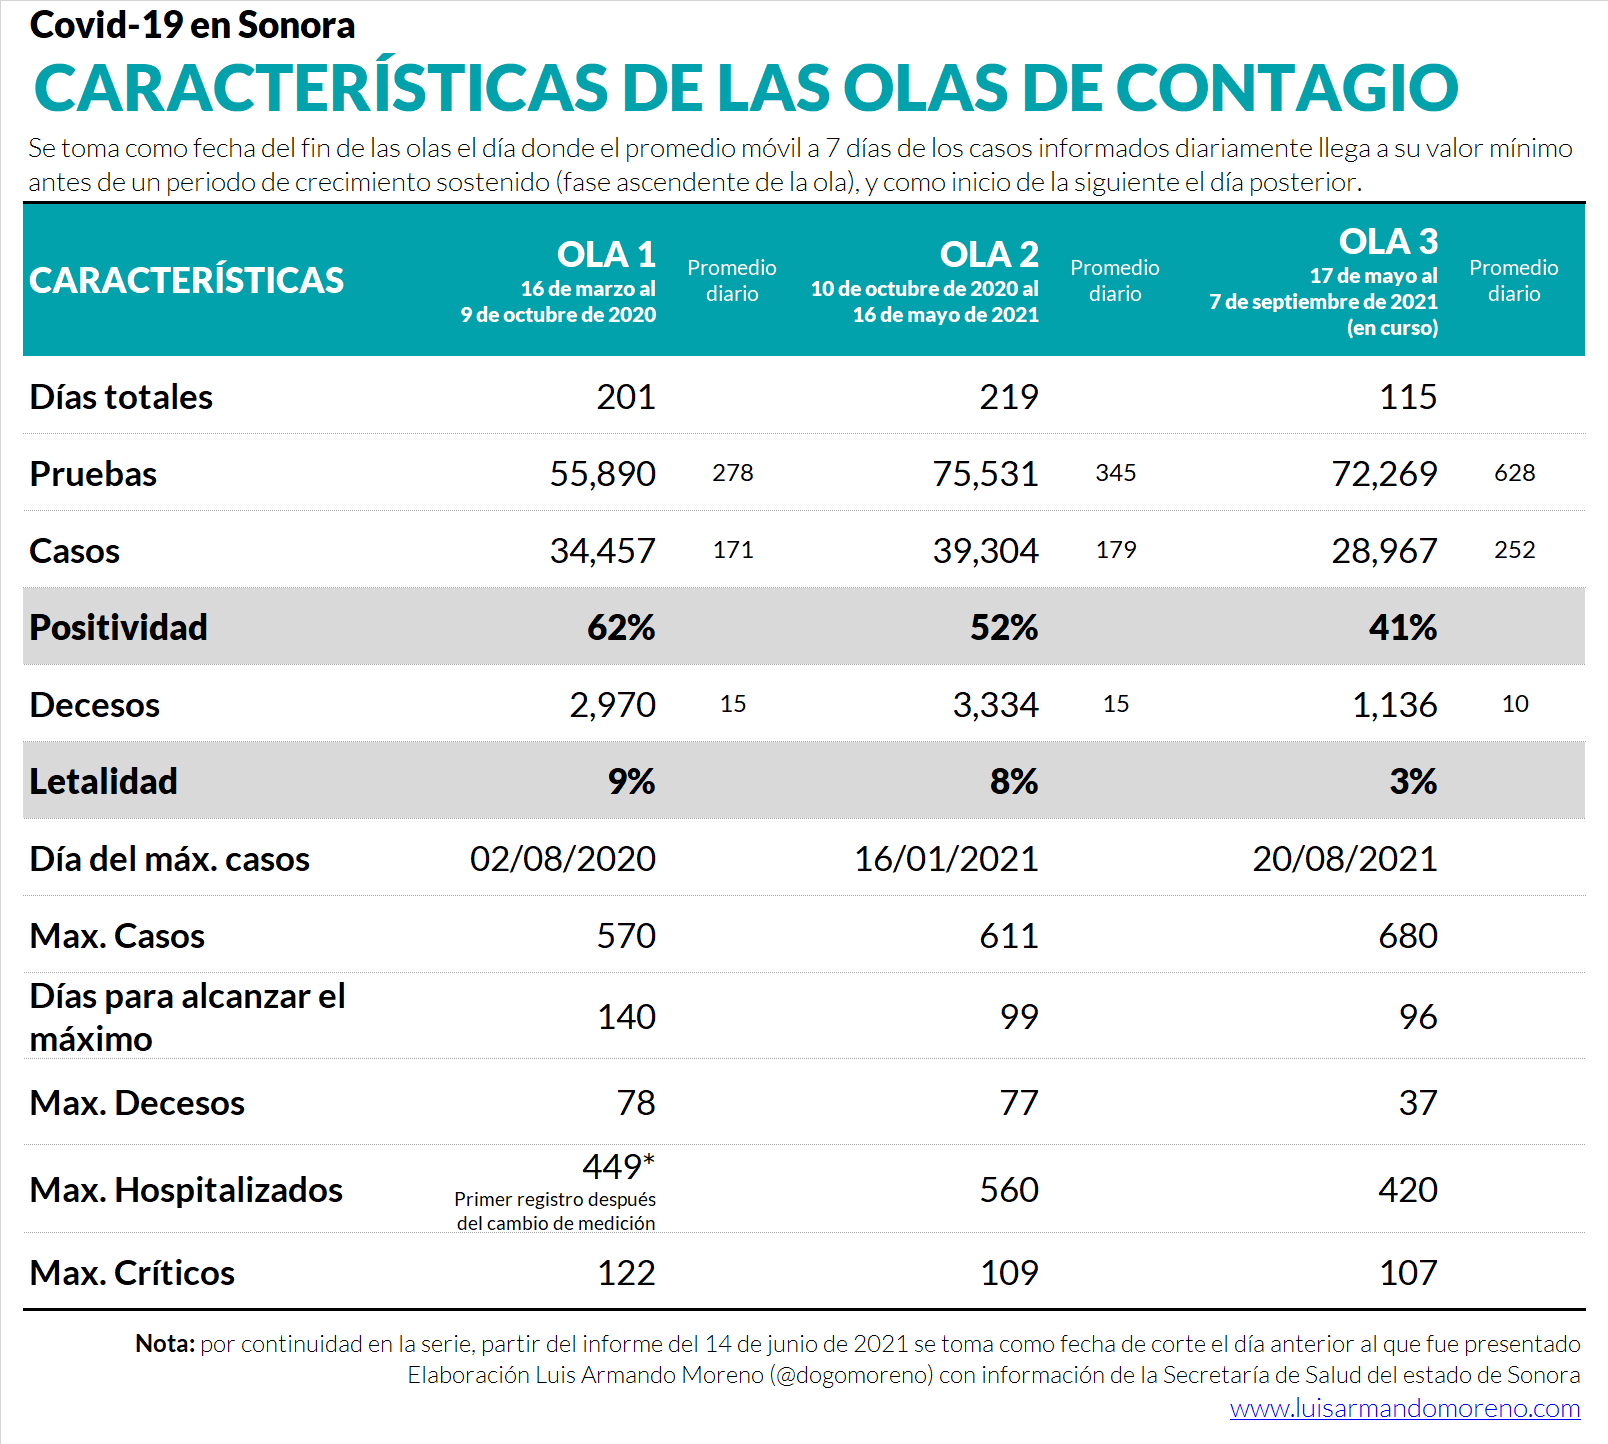 Covid-19 en Sonora
CARACTERÍSTICAS DE LAS OLAS DE CONTAGIO
Se toma como fecha del fin de las olas el día donde el promedio móvil a 7 días de los casos informados diariamente llega a su valor mínimo
antes de un periodo de crecimiento sostenido (fase ascendente de la ola), y como inicio de la siguiente el día posterior.
CARACTERÍSTICAS
OLA 1
16 de marzo al
9 de octubre de 2020
Promedio
diario
OLA 2
10 de octubre de 2020 al
16 de mayo de 2021
Promedio
diario
OLA 3
17 de mayo al
7 de septiembre de 2021
(en curso)
Promedio
diario
Días totales 201 219 115
Pruebas 55,890 278 75,531 345 72,269 628
Casos 34,457 171 39,304 179 28,967 252
Positividad 62% 52% 41%
Decesos 2,970 15 3,334 15 1,136 10
Letalidad 9% 8% 3%
Día del máx. casos 02/08/2020 16/01/2021 20/08/2021
Max. Casos 570 611 680
Días para alcanzar el
máximo 140 99 96
Max. Decesos 78 77 37
Max. Hospitalizados 449* 560 420
Primer registro después
del cambio de medición
Max. Críticos 122 109 107
Nota: por continuidad en la serie, partir del informe del 14 de junio de 2021 se toma como fecha de corte el día anterior al que fue presentado
Elaboración Luis Armando Moreno (@dogomoreno) con información de la Secretaría de Salud del estado de Sonora
www.luisarmandomoreno.com